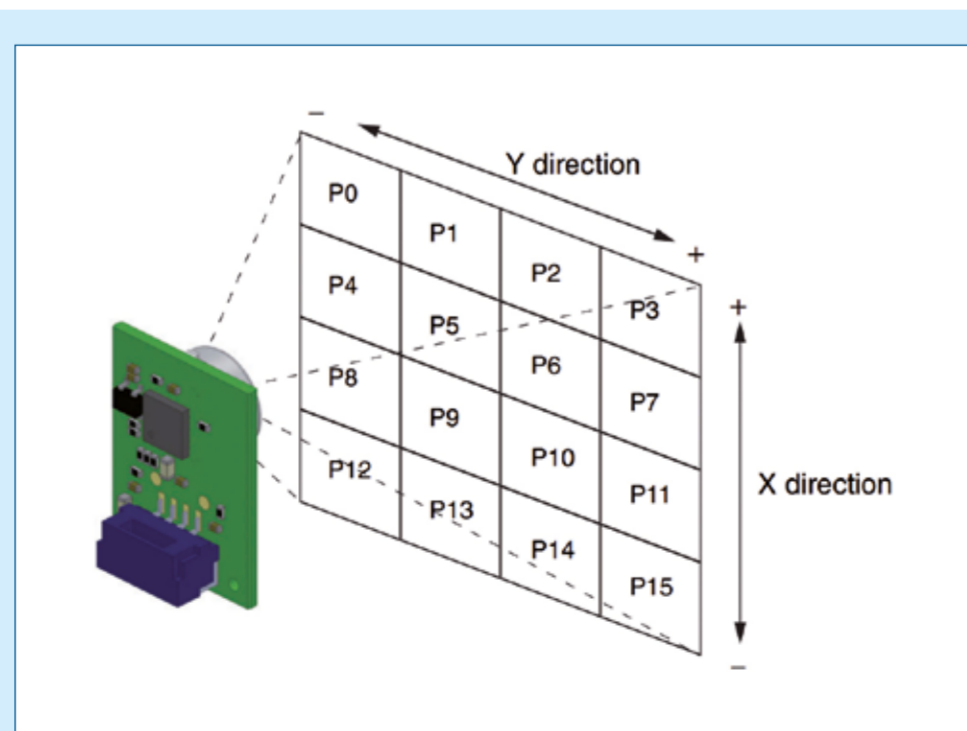 −
Y direction
+
P0
P1
P2
P3
+
P4
P5
P6
P7
P8
P9
P10
P11
X direction
P12
P13
P14
P15
−